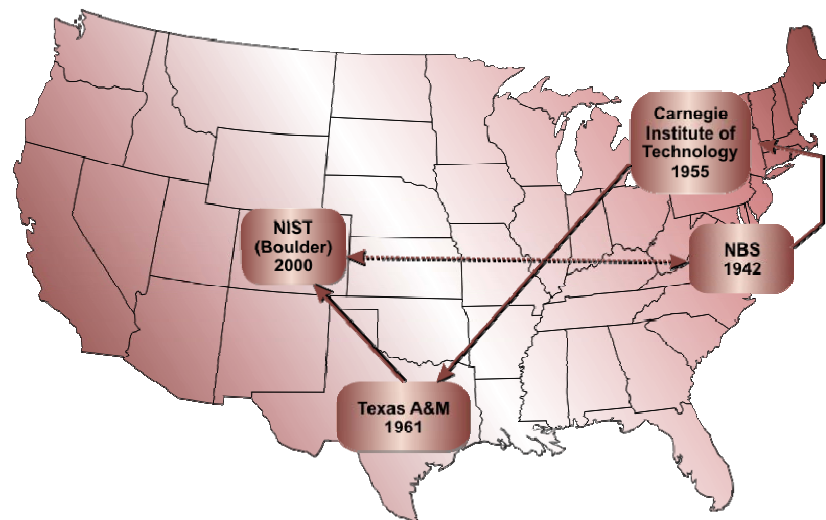 Carnegie
Institute of
Technology
1955
NIST
(Boulder)
2000
NBS
1942
Texas A&M
1961